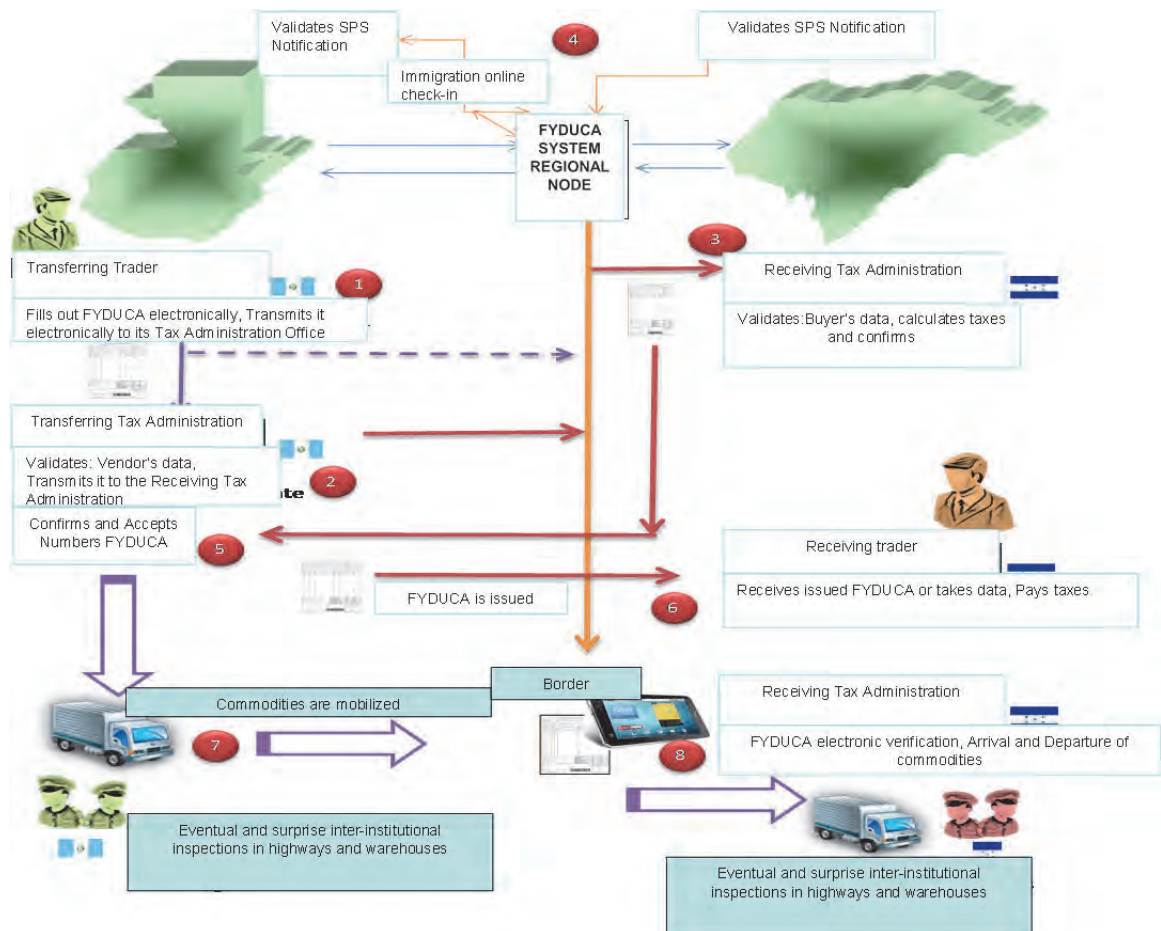 Validates SPS
Notification
4
Validates SPS Notification
Immigration online
check-in
FYDUCA
SYSTEM
REGIONAL
NODE
3
Transferring Trader
1
Receiving Tax Administration
Fills out FYDUCA electronically, Transmits it
electronically to its Tax Administration Office
Validates:Buyer's data, calculates taxes
and confirms
Transferring Tax Administration
Validates: Vendor's data,
Transmits it to the Receiving Tax
Administration
2
Confirms and Accepts
Numbers FYDUCA
5
Receiving trader
FYDUCA is issued
6
Receives issued FYDUCA or takes data, Pays taxes
Border
Commodities are mobilized
Receiving Tax Administration
7
8
FYDUCA electronic verification, Arrival and Departure of
commodities
Eventual and surprise inter-institutional
inspections in highways and warehouses
Eventual and surprise inter-institutional
inspections in highways and warehouses